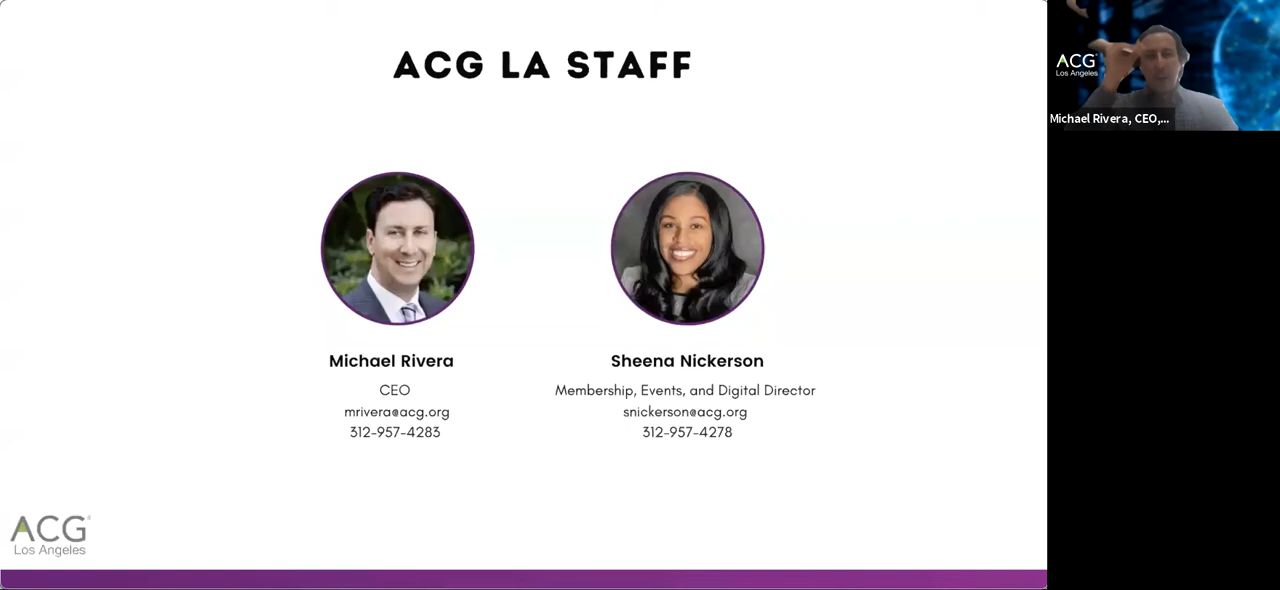 ACG LA STAFF
Michael Rivera
CEO
mrivera@acg.org
312-957-4283
Sheena Nickerson
Membership, Events, and Digital Director
snickerson@acg.org
312-957-4278
ACG®
Los Angeles
ACG®
Los Angeles
Michael Rivera, CEO,...